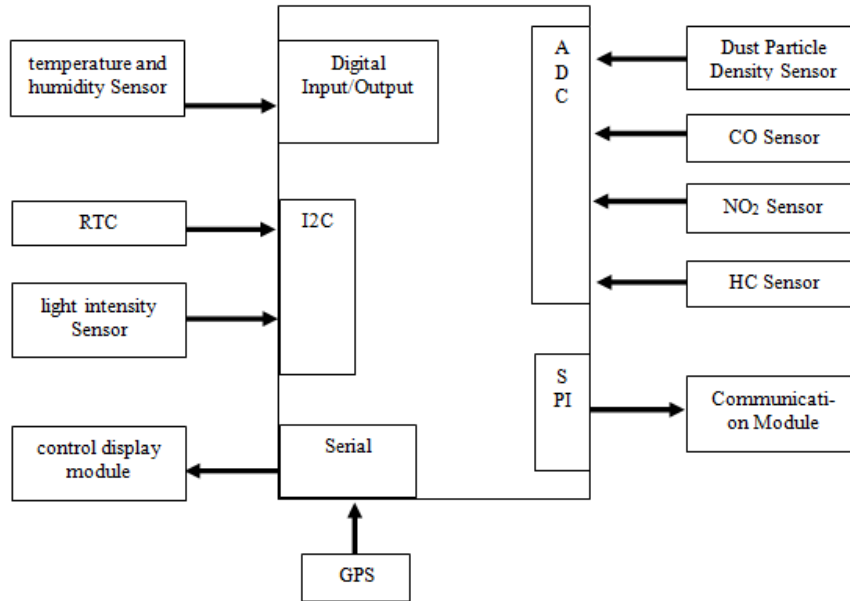 temperature and
humidity Sensor
Digital
Input/Output
A
D
C
Dust Particle
Density Sensor
CO Sensor
RTC
I2C
NO₂ Sensor
light intensity
Sensor
HC Sensor
S
PI
Communicati-
on Module
control display
module
Serial
GPS